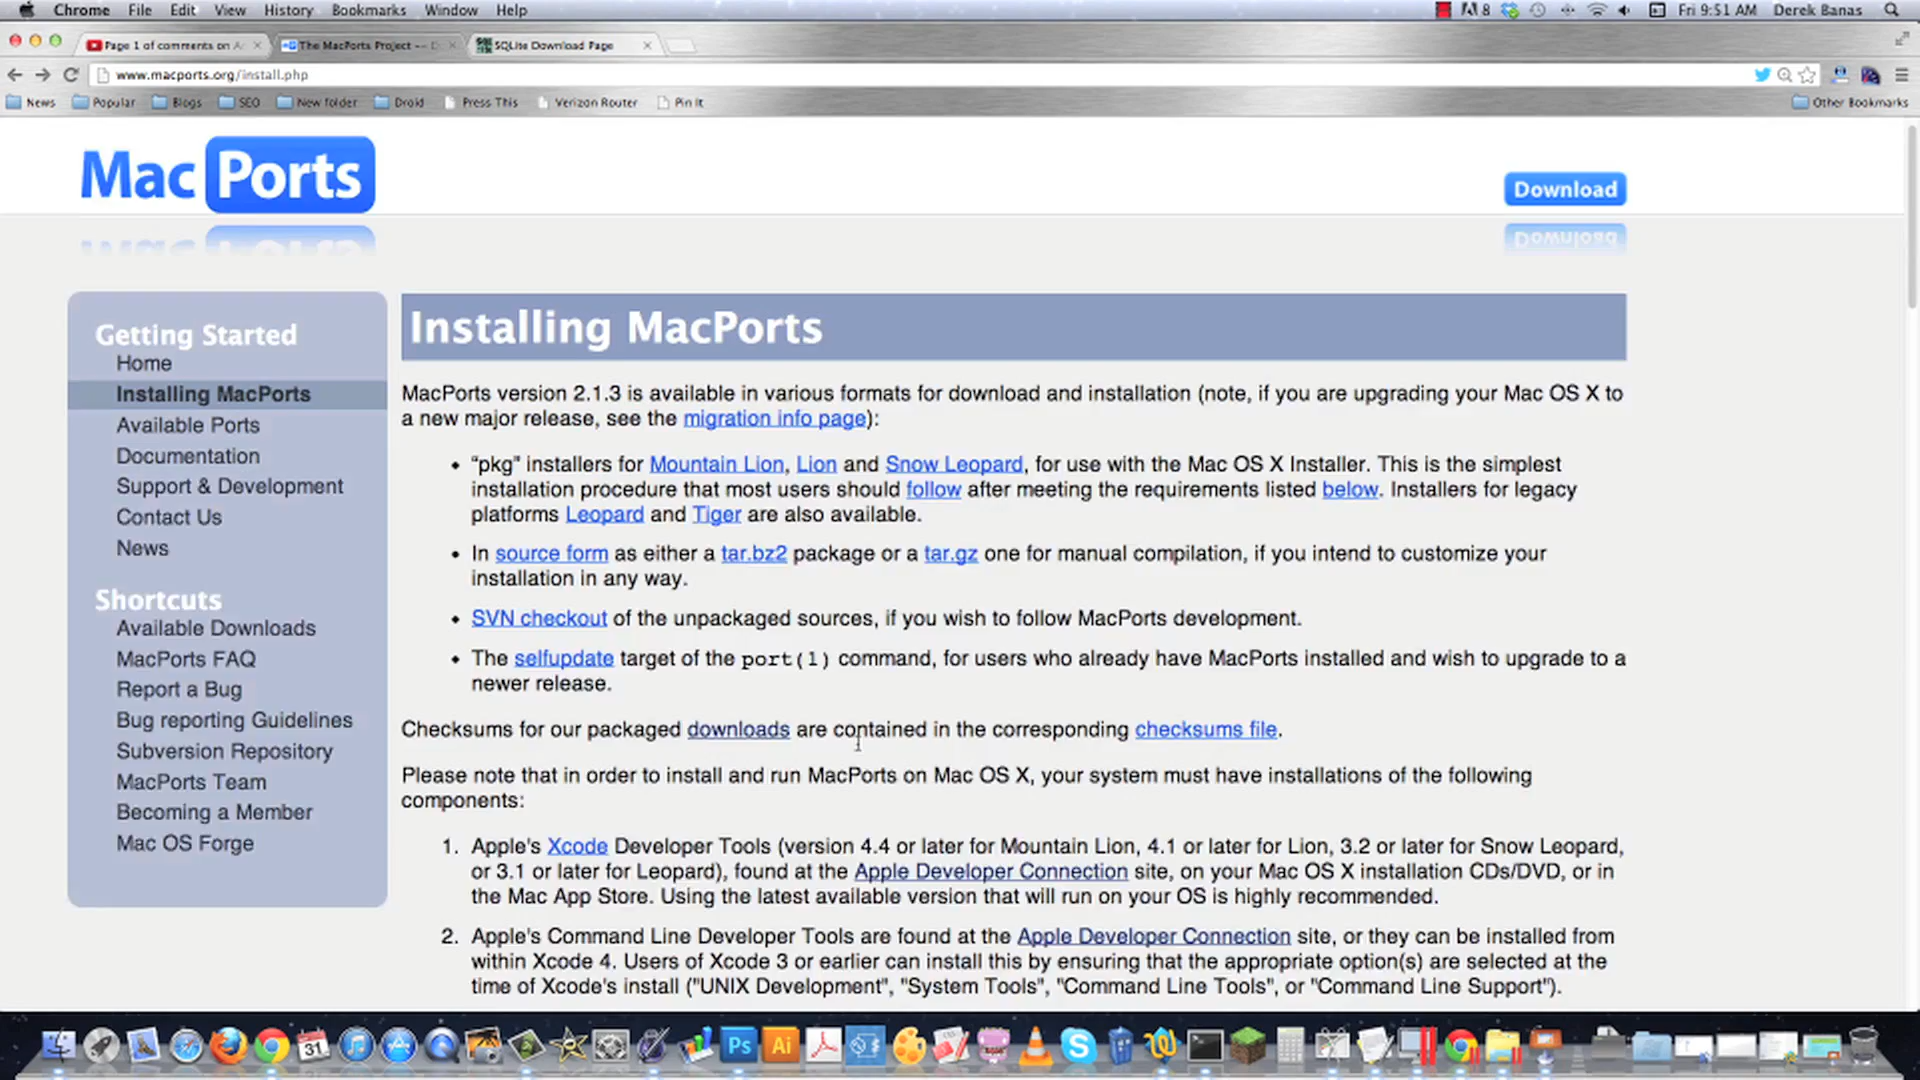 Chrome File Edit View History Bookmarks Window Help
8 Fri 9:51 AM Derek Banas
Page 1 of comments on A
The MacPorts Project --
SQLite Download Page
www.macports.org/install.php
News Popular Blogs SEO New folder Droid Press This Verizon Router Pin It Other Bookmarks
MacPorts
Download
Getting Started
Home
Installing MacPorts
Available Ports
Documentation
Support & Development
Contact Us
News
Shortcuts
Available Downloads
MacPorts FAQ
Report a Bug
Bug reporting Guidelines
Subversion Repository
MacPorts Team
Becoming a Member
Mac OS Forge
Installing MacPorts
MacPorts version 2.1.3 is available in various formats for download and installation (note, if you are upgrading your Mac OS X to
a new major release, see the migration info page):
• "pkg" installers for Mountain Lion, Lion and Snow Leopard, for use with the Mac OS X Installer. This is the simplest
installation procedure that most users should follow after meeting the requirements listed below. Installers for legacy
platforms Leopard and Tiger are also available.
• In source form as either a tar.bz2 package or a tar.gz one for manual compilation, if you intend to customize your
installation in any way.
• SVN checkout of the unpackaged sources, if you wish to follow MacPorts development.
• The selfupdate target of the port(1) command, for users who already have MacPorts installed and wish to upgrade to a
newer release.
Checksums for our packaged downloads are contained in the corresponding checksums file.
Please note that in order to install and run MacPorts on Mac OS X, your system must have installations of the following
components:
1. Apple's Xcode Developer Tools (version 4.4 or later for Mountain Lion, 4.1 or later for Lion, 3.2 or later for Snow Leopard,
or 3.1 or later for Leopard), found at the Apple Developer Connection site, on your Mac OS X installation CDs/DVD, or in
the Mac App Store. Using the latest available version that will run on your OS is highly recommended.
2. Apple's Command Line Developer Tools are found at the Apple Developer Connection site, or they can be installed from
within Xcode 4. Users of Xcode 3 or earlier can install this by ensuring that the appropriate option(s) are selected at the
time of Xcode's install ("UNIX Development", "System Tools", "Command Line Tools", or "Command Line Support").
31 Ps Ai